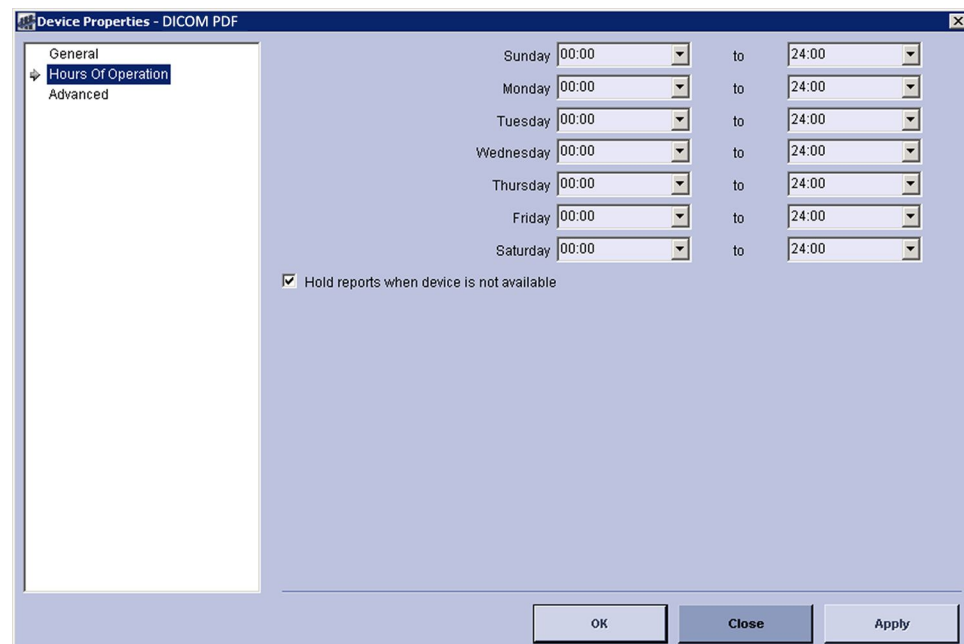 Device Properties - DICOM PDF
General
Hours Of Operation
Advanced
Sunday 00:00 to 24:00
Monday 00:00 to 24:00
Tuesday 00:00 to 24:00
Wednesday 00:00 to 24:00
Thursday 00:00 to 24:00
Friday 00:00 to 24:00
Saturday 00:00 to 24:00
Hold reports when device is not available
OK Close Apply